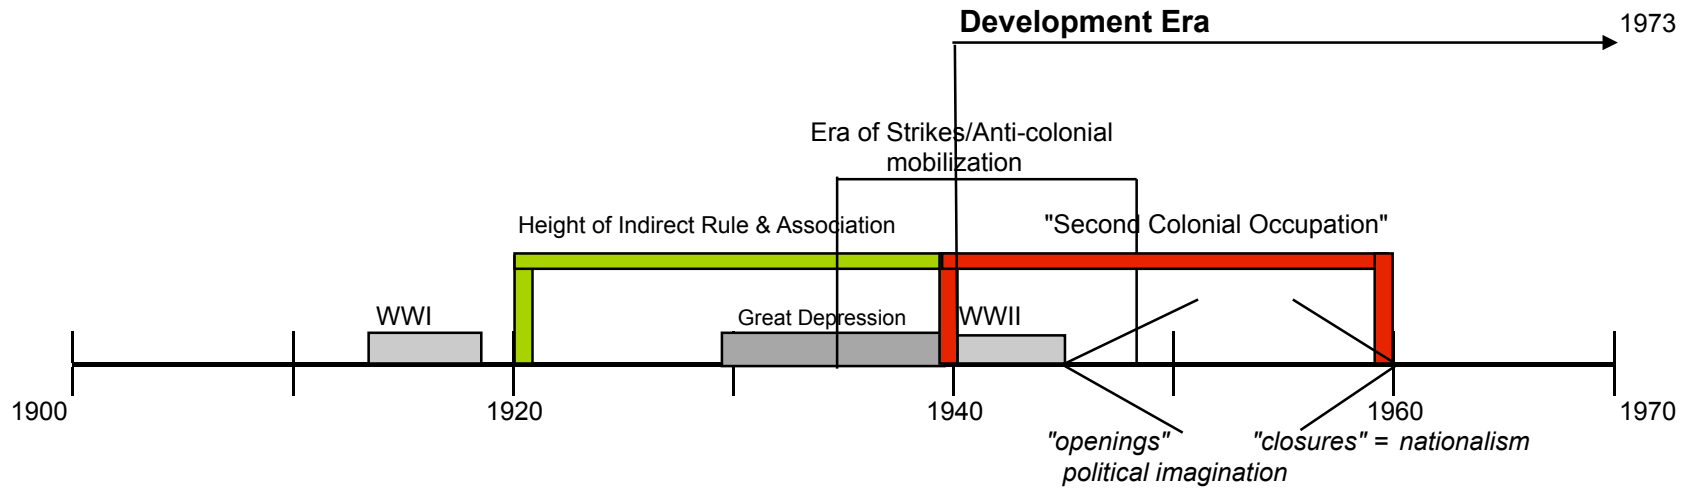 Development Era
1973
Era of Strikes/Anti-colonial
mobilization
Height of Indirect Rule & Association
"Second Colonial Occupation"
WWI
Great Depression
WWII
1900
1920
1940
1960
1970
"openings"
political imagination
"closures" = nationalism